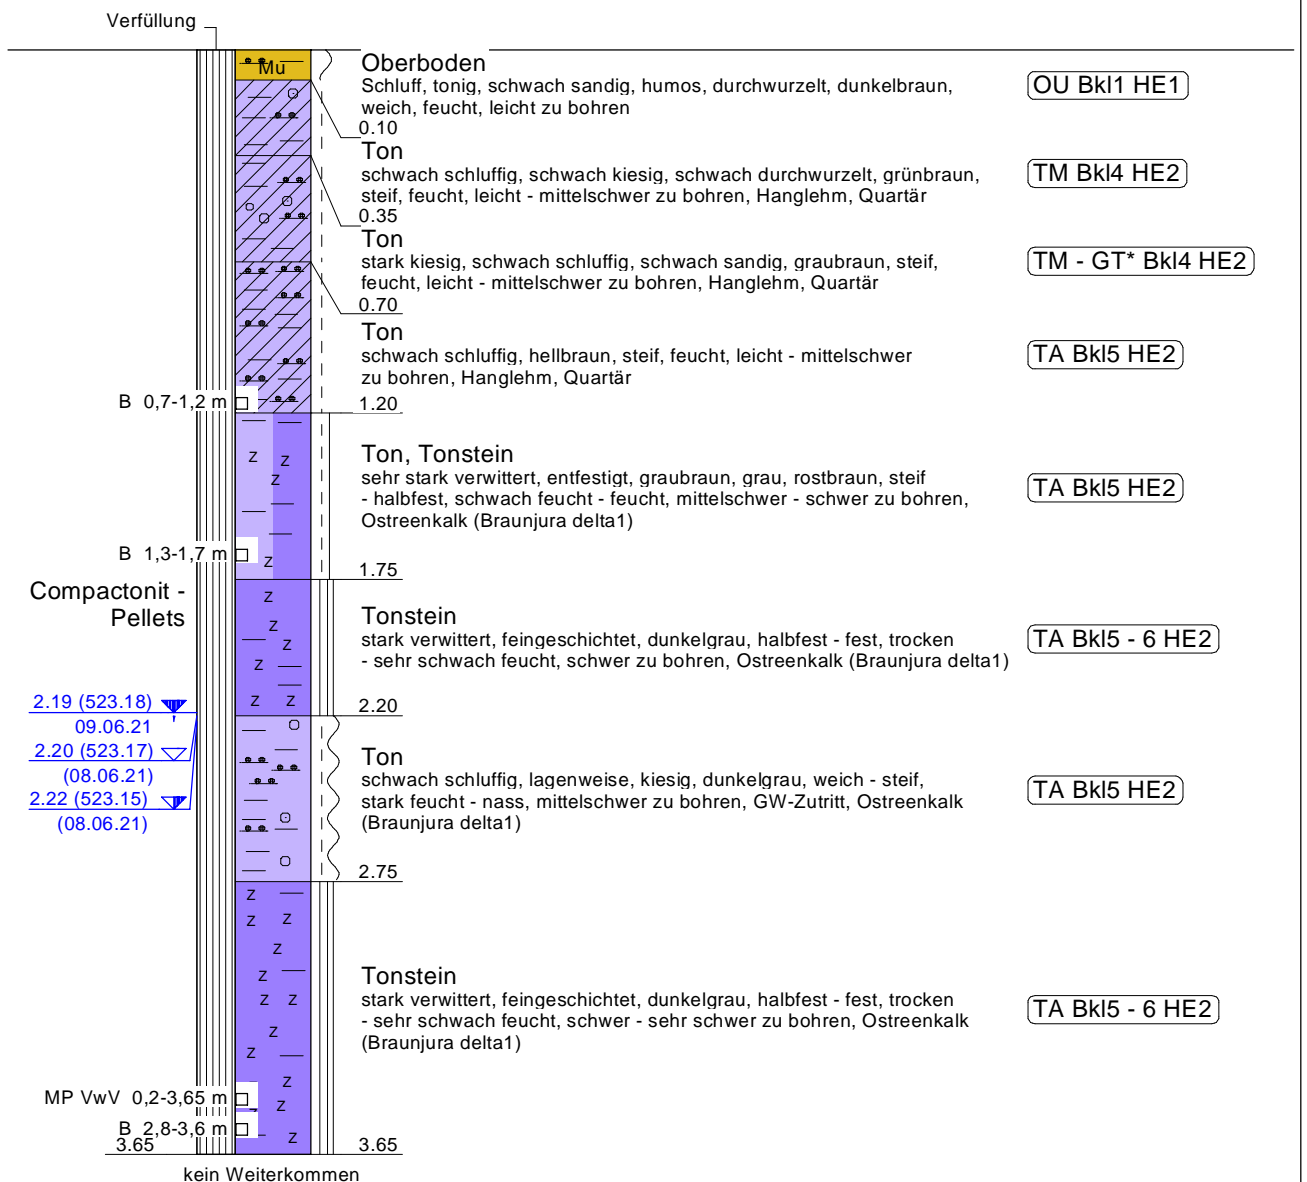 Verfüllung
Mu
Oberboden
Schluff, tonig, schwach sandig, humos, durchwurzelt, dunkelbraun,
weich, feucht, leicht zu bohren
0.10
OU Bkl1 HE1
Ton
schwach schluffig, schwach kiesig, schwach durchwurzelt, grünbraun,
steif, feucht, leicht - mittelschwer zu bohren, Hanglehm, Quartär
0.35
TM Bkl4 HE2
Ton
stark kiesig, schwach schluffig, schwach sandig, graubraun, steif,
feucht, leicht - mittelschwer zu bohren, Hanglehm, Quartär
0.70
TM - GT* Bkl4 HE2
Ton
schwach schluffig, hellbraun, steif, feucht, leicht - mittelschwer
zu bohren, Hanglehm, Quartär
1.20
TA Bkl5 HE2
B 0,7-1,2 m
Ton, Tonstein
sehr stark verwittert, entfestigt, graubraun, grau, rostbraun, steif
- halbfest, schwach feucht - feucht, mittelschwer - schwer zu bohren,
Ostreenkalk (Braunjura delta1)
1.75
TA Bkl5 HE2
B 1,3-1,7 m
Compactonit -
Pellets
Tonstein
stark verwittert, feingeschichtet, dunkelgrau, halbfest - fest, trocken
- sehr schwach feucht, schwer zu bohren, Ostreenkalk (Braunjura delta1)
2.20
TA Bkl5 - 6 HE2
2.19 (523.18)
09.06.21
2.20 (523.17)
(08.06.21)
2.22 (523.15)
(08.06.21)
Ton
schwach schluffig, lagenweise, kiesig, dunkelgrau, weich - steif,
stark feucht - nass, mittelschwer zu bohren, GW-Zutritt, Ostreenkalk
(Braunjura delta1)
2.75
TA Bkl5 HE2
Tonstein
stark verwittert, feingeschichtet, dunkelgrau, halbfest - fest, trocken
- sehr schwach feucht, schwer - sehr schwer zu bohren, Ostreenkalk
(Braunjura delta1)
TA Bkl5 - 6 HE2
MP VwV 0,2-3,65 m
B 2,8-3,6 m
3.65
3.65
kein Weiterkommen